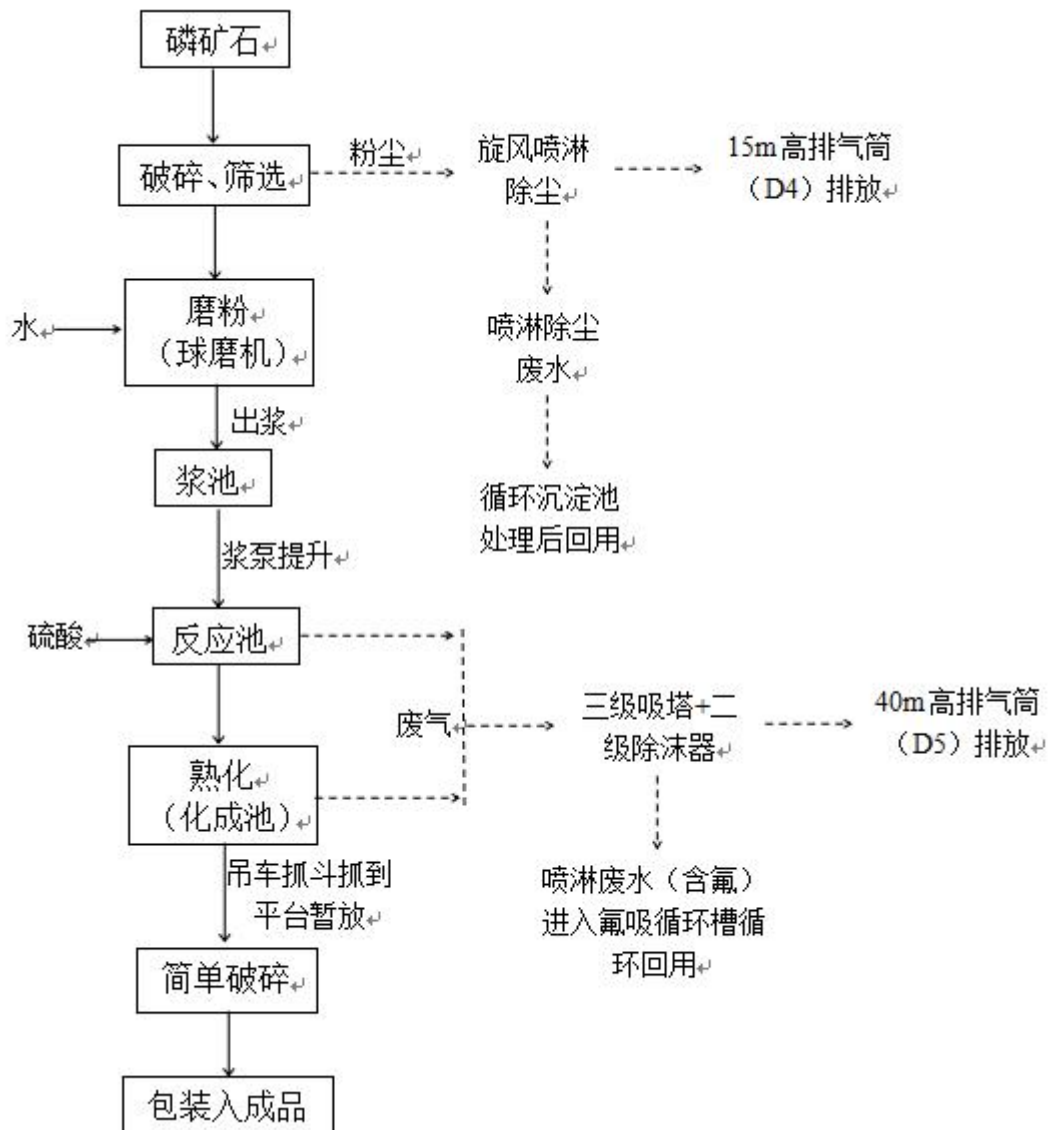 磷矿石
破碎、筛选
粉尘
旋风喷淋
除尘
15m高排气筒
（D4）排放
水
磨粉
（球磨机）
喷淋除尘
废水
出浆
浆池
循环沉淀池
处理后回用
浆泵提升
硫酸
反应池
废气
三级吸塔+二
级除沫器
40m高排气筒
（D5）排放
熟化
（化成池）
吊车抓斗抓到
平台暂放
喷淋废水（含氟）
进入氟吸循环槽循
环回用
简单破碎
包装入成品